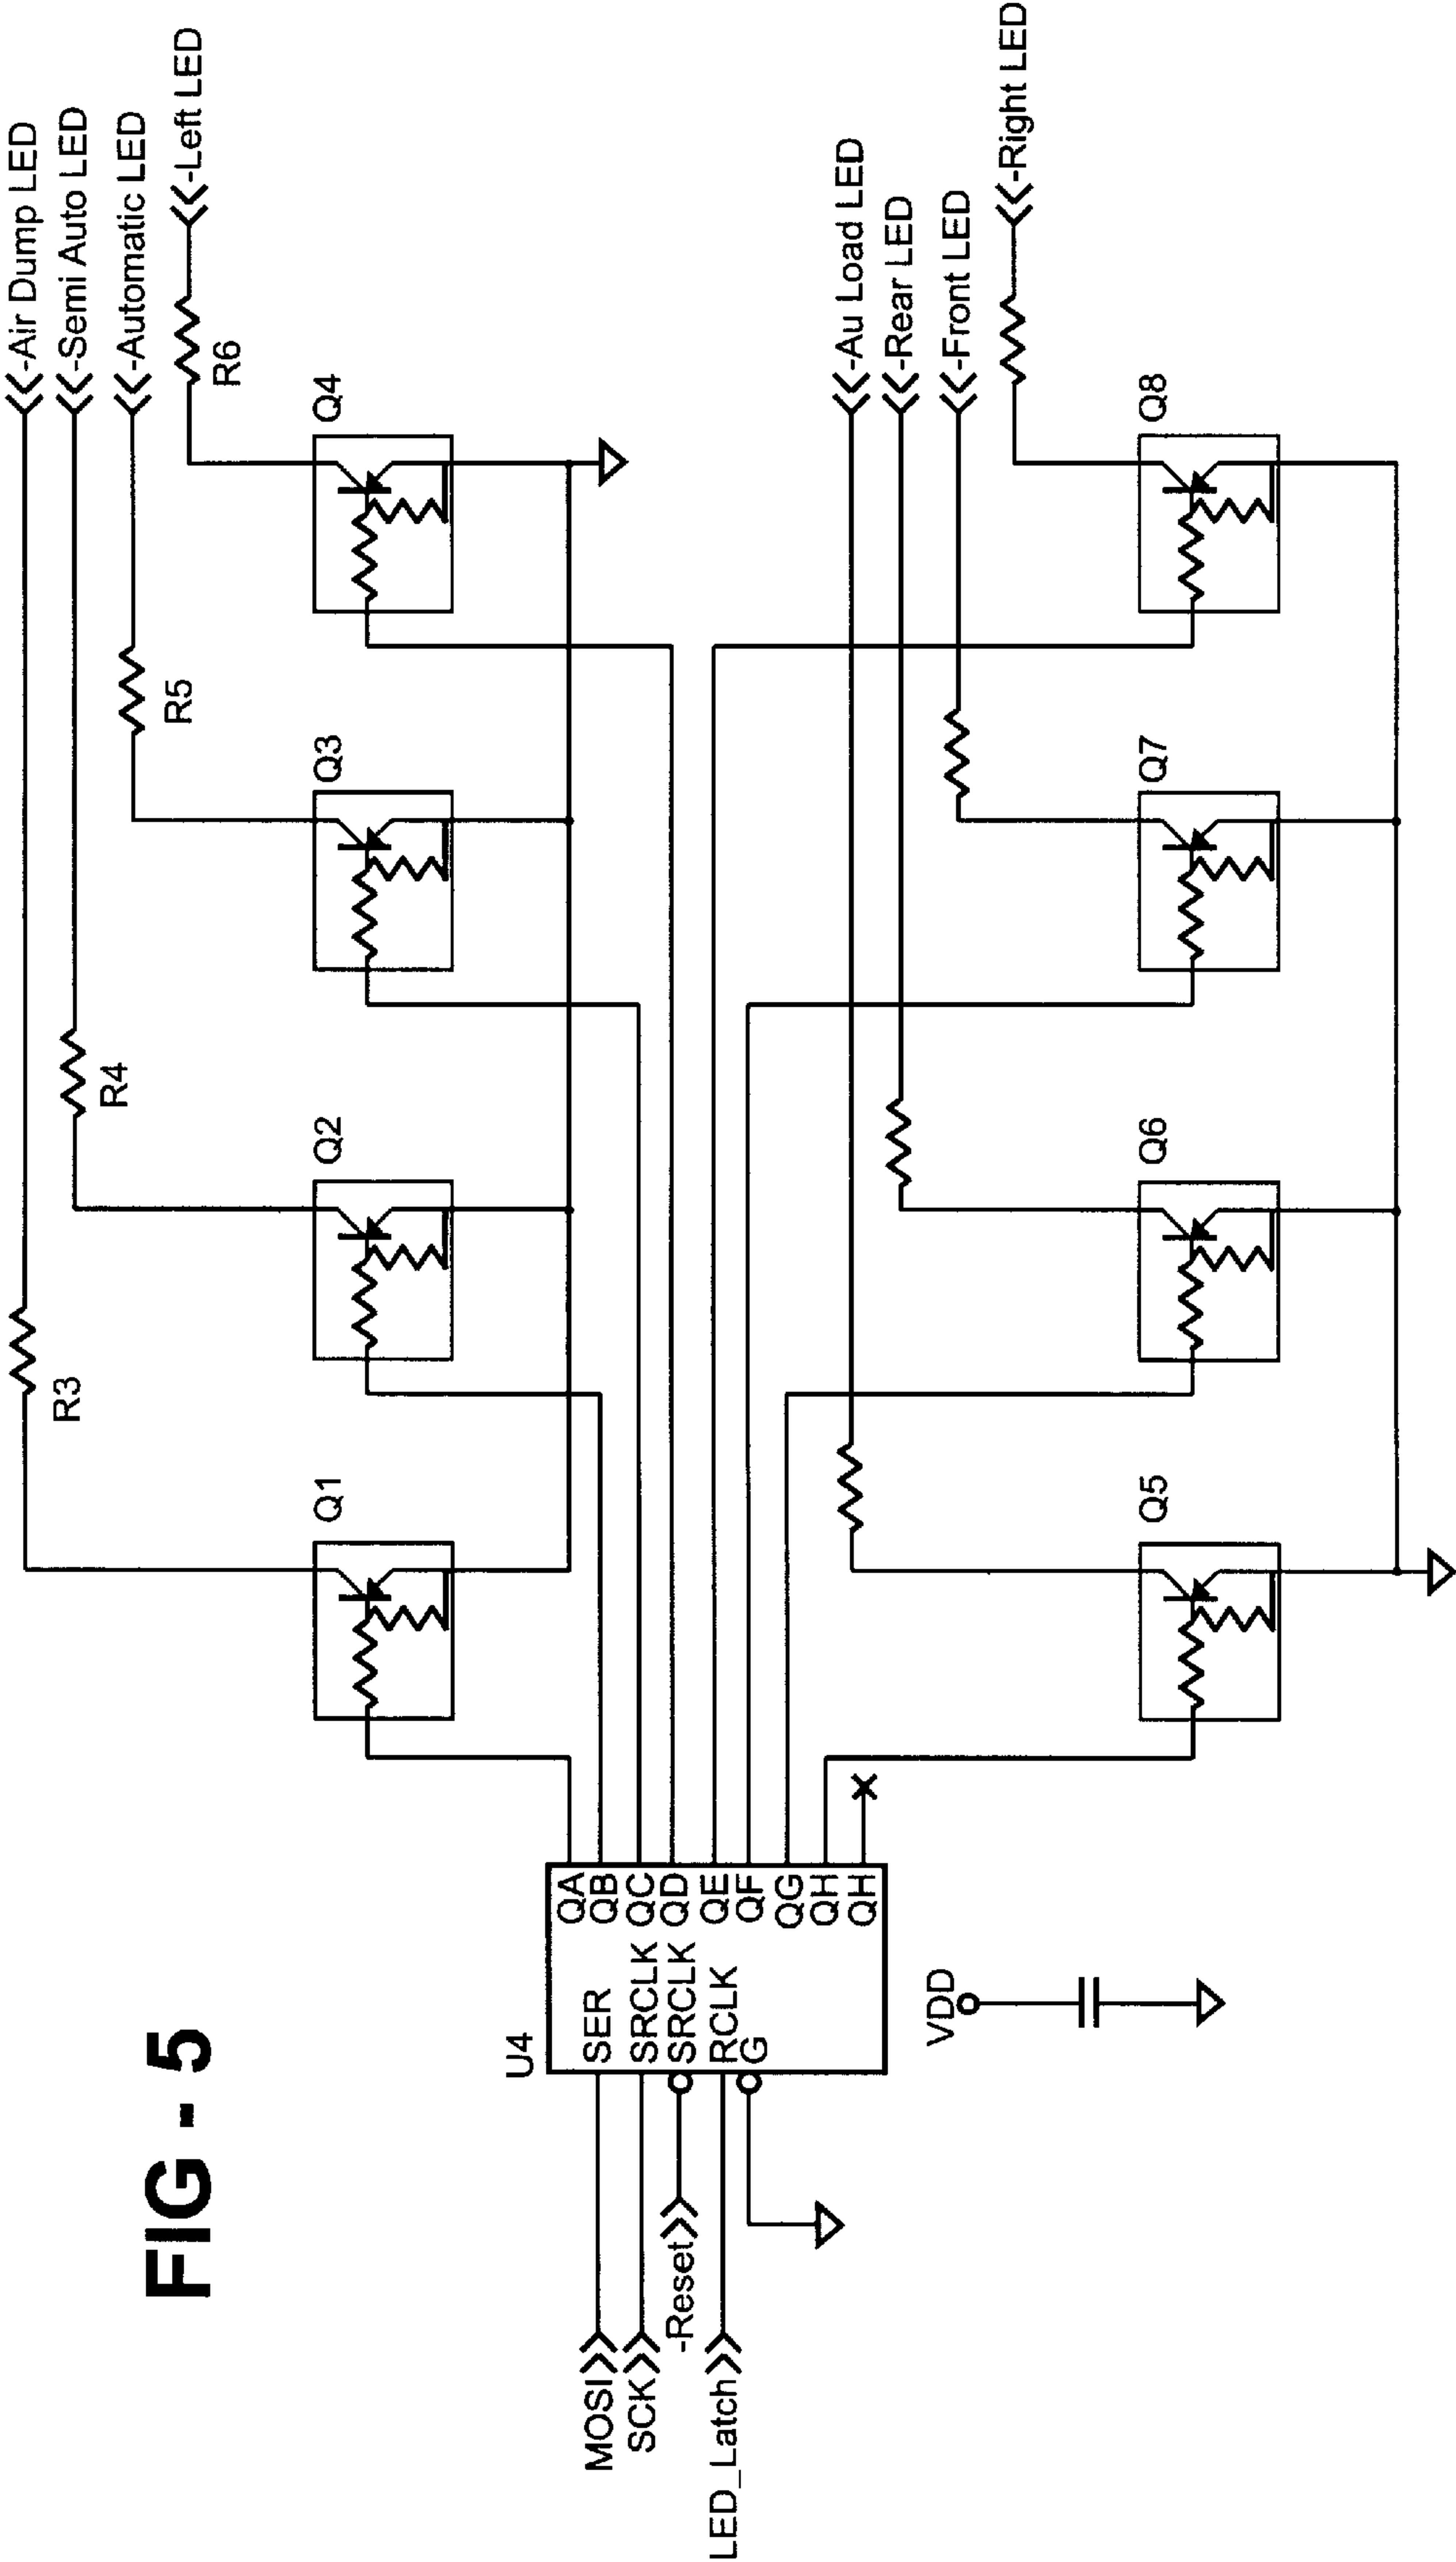 FIG - 5
-Air Dump LED
-Semi Auto LED
-Automatic LED
-Left LED
R3
R4
R5
R6
Q1
Q2
Q3
Q4
U4
MOSI
SCK
-Reset
LED_Latch
SER
SRCLK
SRCLK
RCLK
G
QA
QB
QC
QD
QE
QF
QG
QH
QH
VDD
-Au Load LED
-Rear LED
-Front LED
-Right LED
Q5
Q6
Q7
Q8